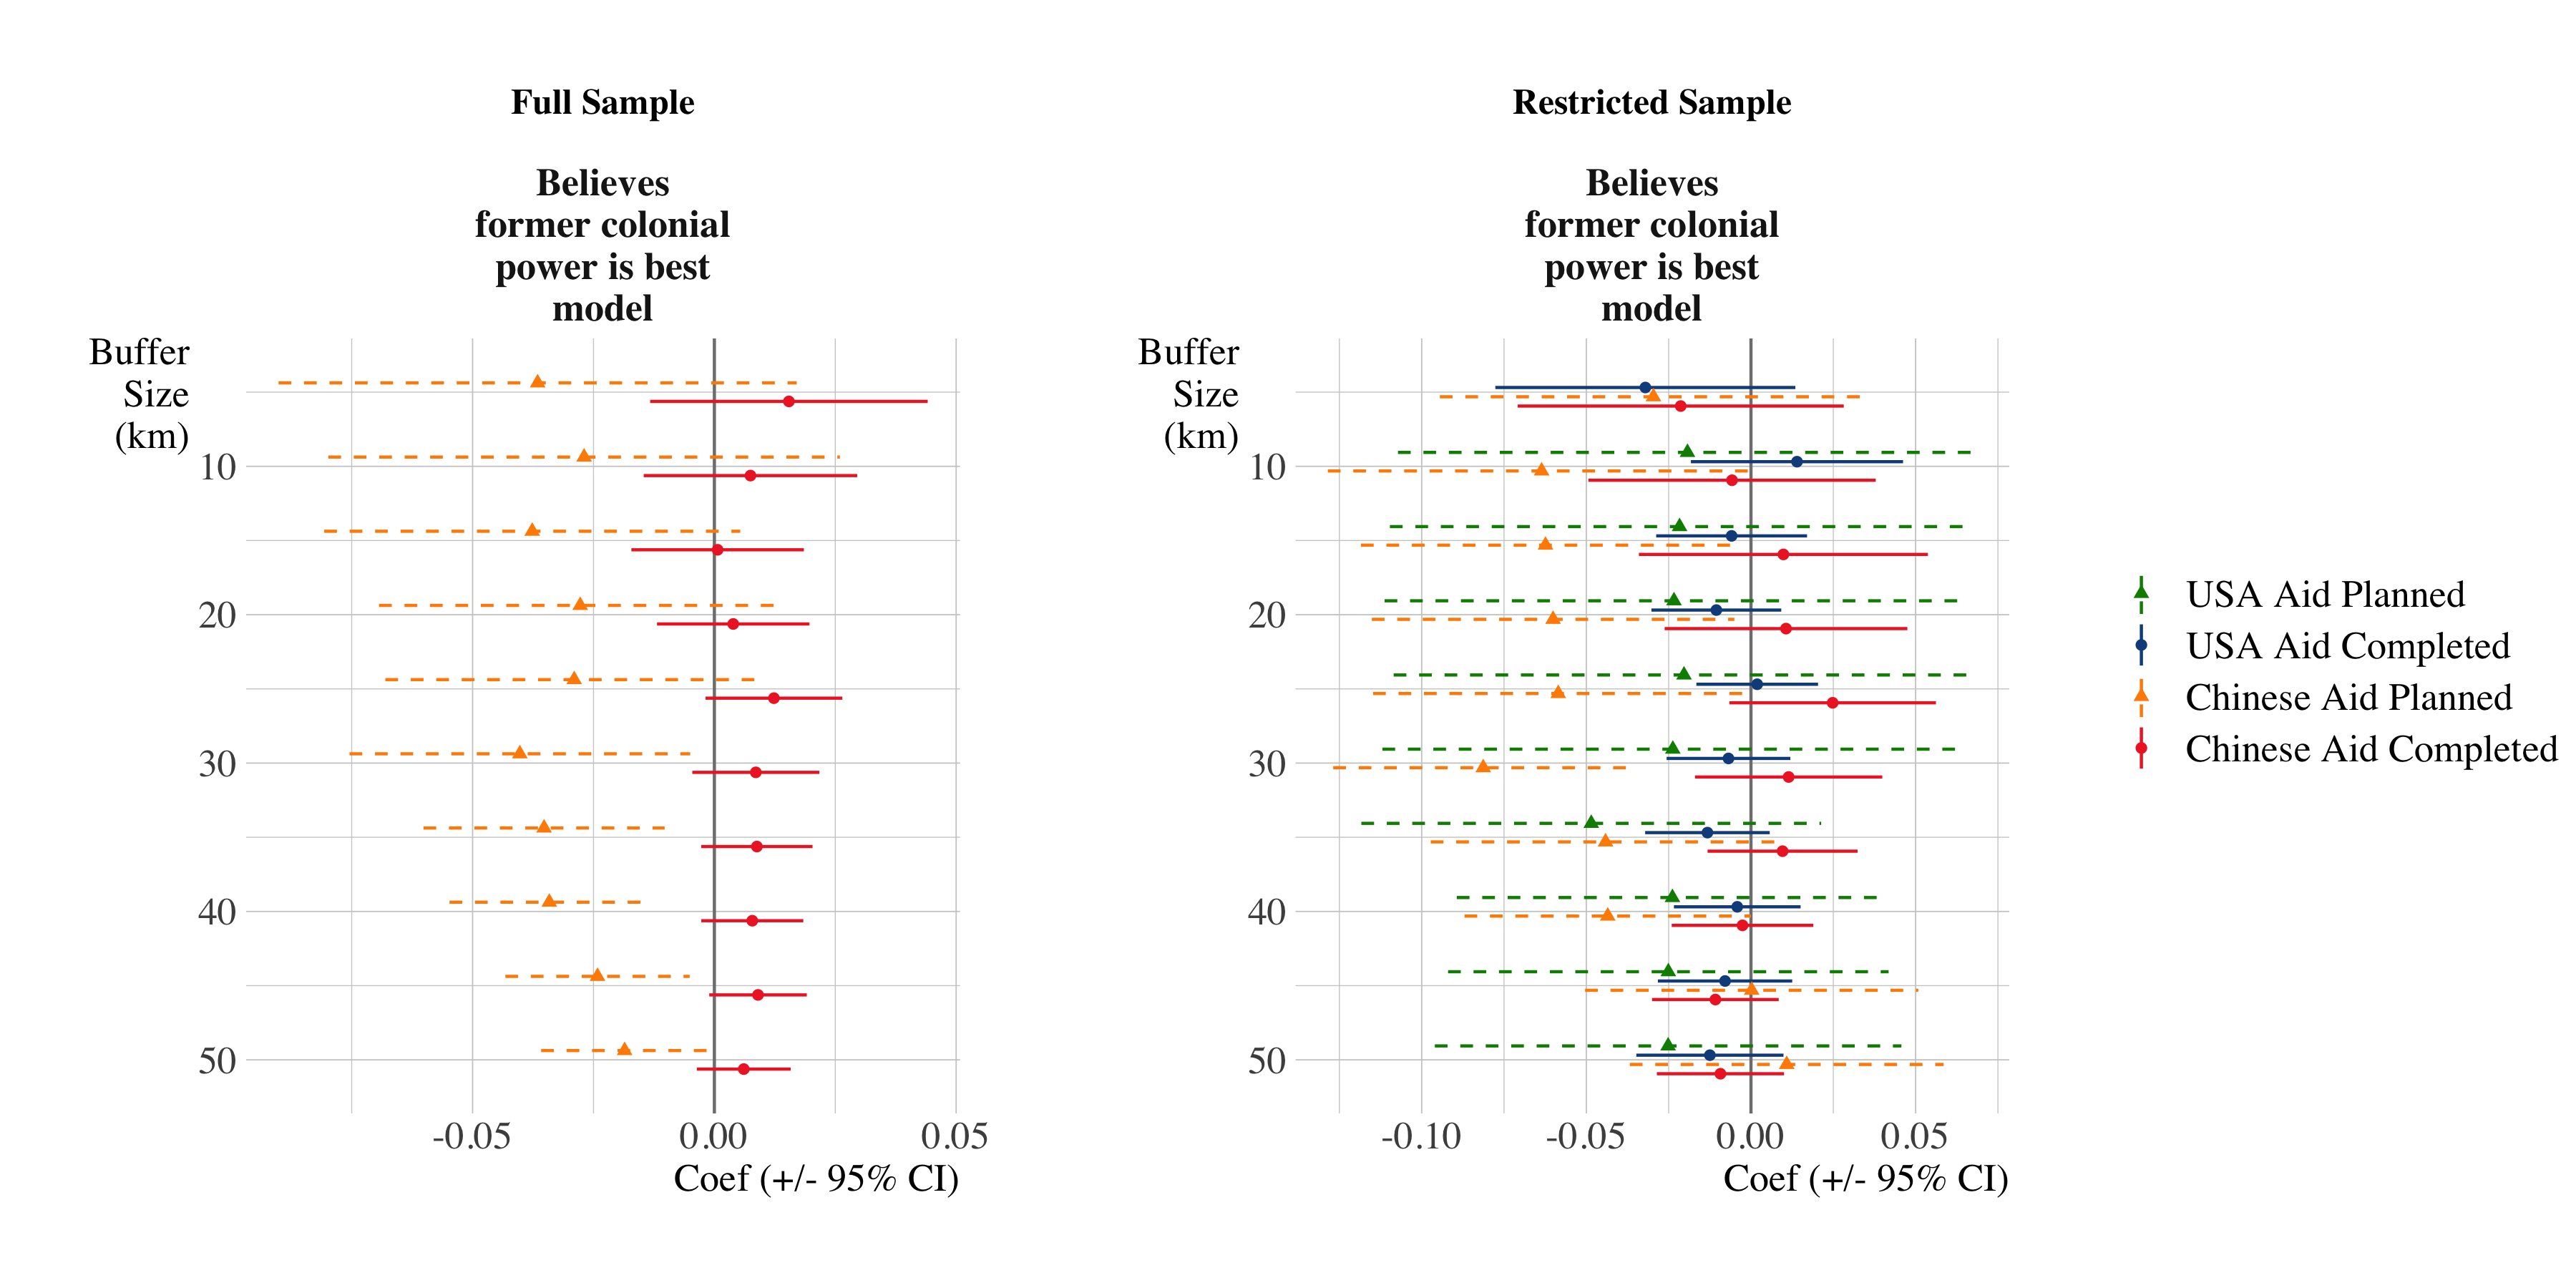 Full Sample
Believes
former colonial
power is best
model
Buffer
Size
(km)
10
20
30
40
50
-0.05
0.00
0.05
Coef (+/- 95% CI)
Restricted Sample
Believes
former colonial
power is best
model
Buffer
Size
(km)
10
20
30
40
50
-0.10
-0.05
0.00
0.05
Coef (+/- 95% CI)
USA Aid Planned
USA Aid Completed
Chinese Aid Planned
Chinese Aid Completed